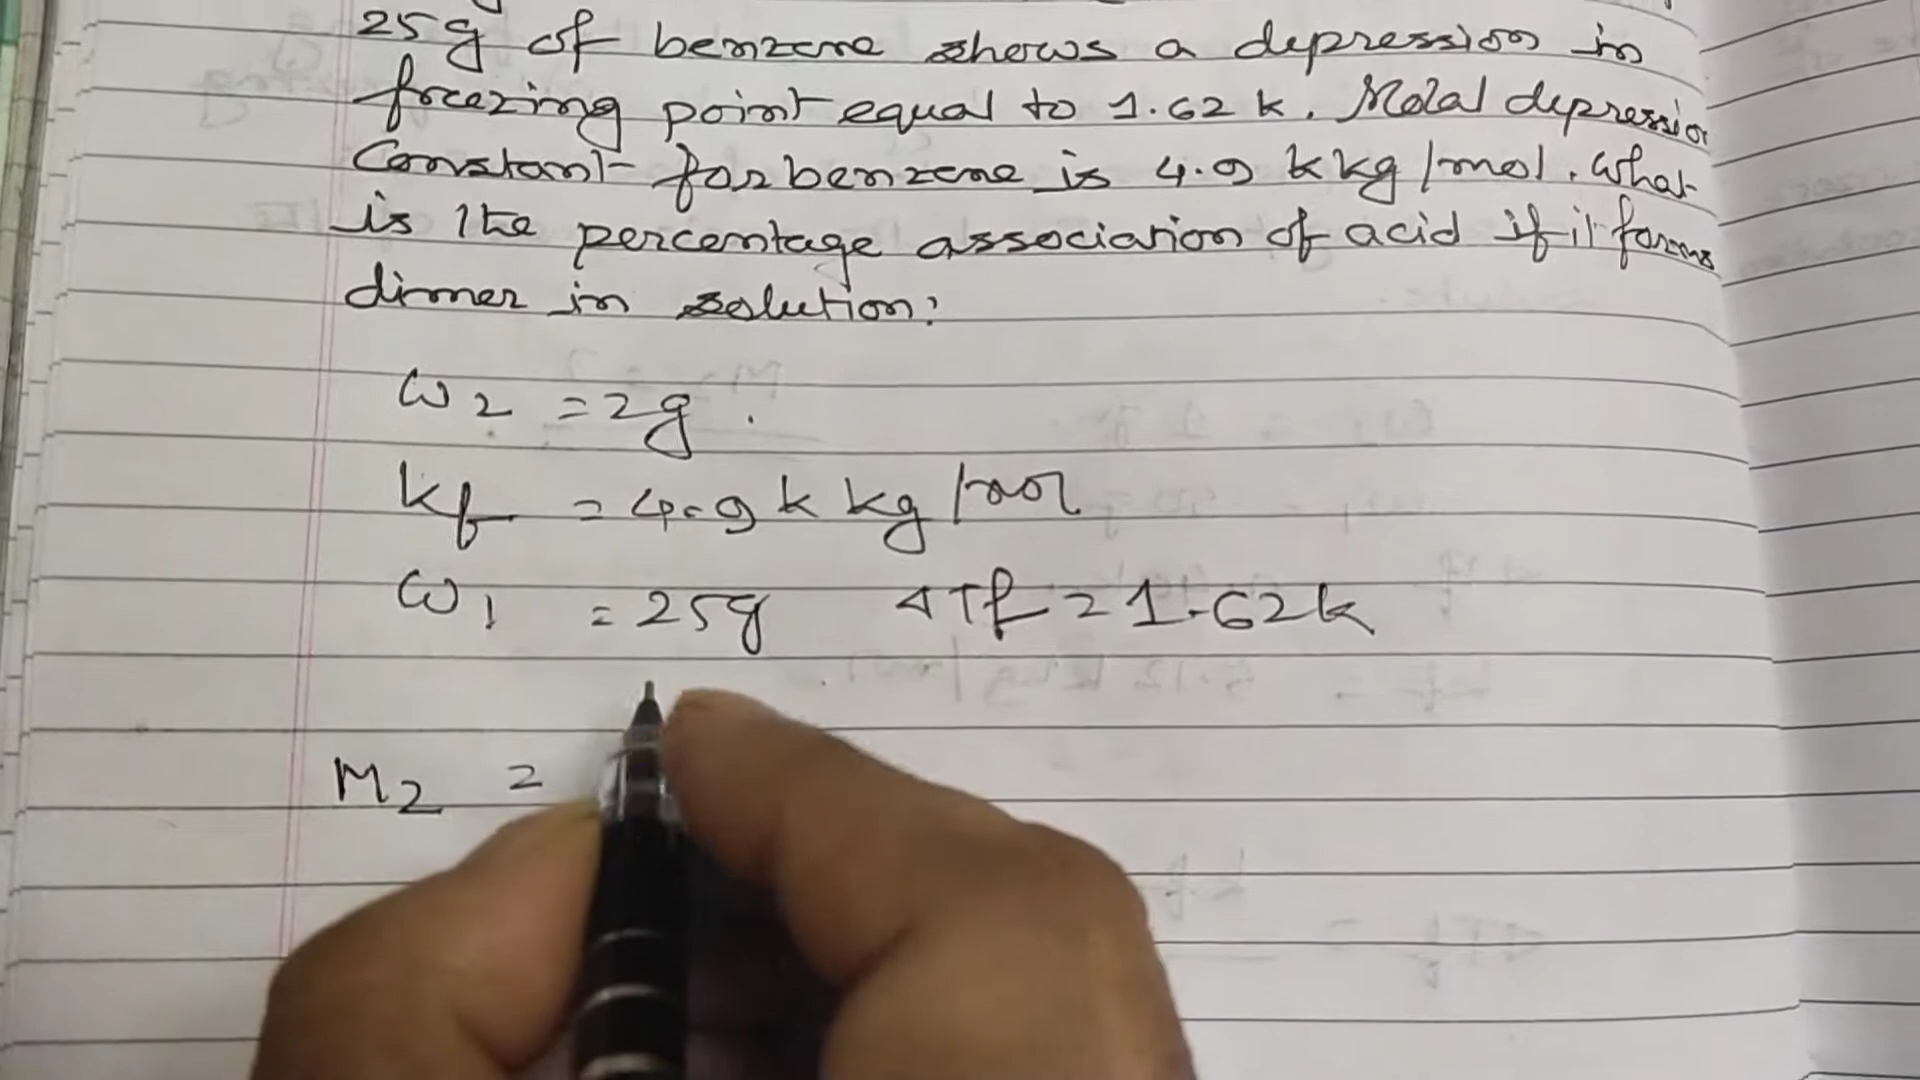 25g of benzene shows a depression in
freezing point equal to 1.62 k. Molal depression
Constant for benzene is 4.9 k kg/mol. What
is the percentage association of acid if it forms
dimer in solution?
W2 = 2g.
kf = 4.9 k kg/mol
W1 = 25g ΔTf = 1.62k
M2 =